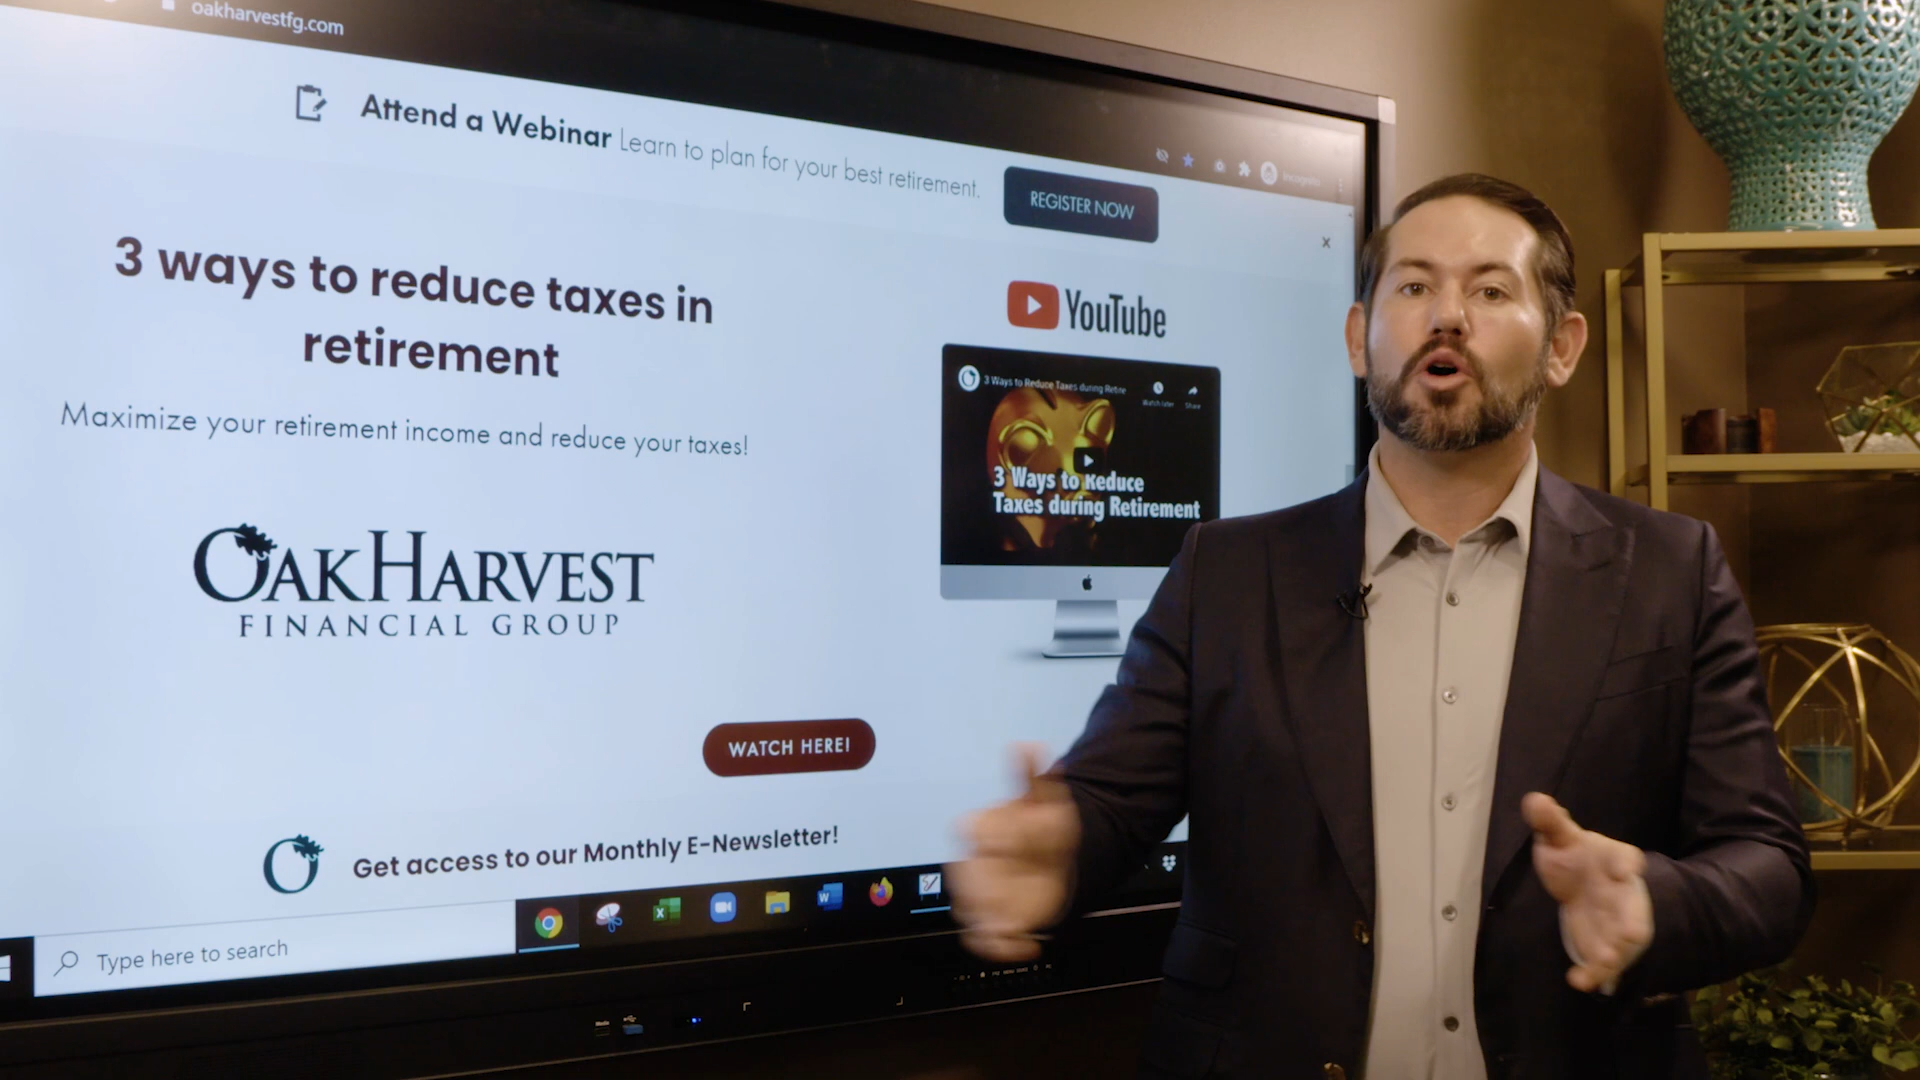 oakharvestfg.com
Attend a Webinar Learn to plan for your best retirement.
REGISTER NOW
3 ways to reduce taxes in
retirement
Maximize your retirement income and reduce your taxes!
OAKHARVEST
FINANCIAL GROUP
YouTube
3 Ways to Reduce Taxes during Retire
Watch later
Share
3 Ways to Reduce
Taxes during Retirement
WATCH HERE!
Get access to our Monthly E-Newsletter!
Type here to search